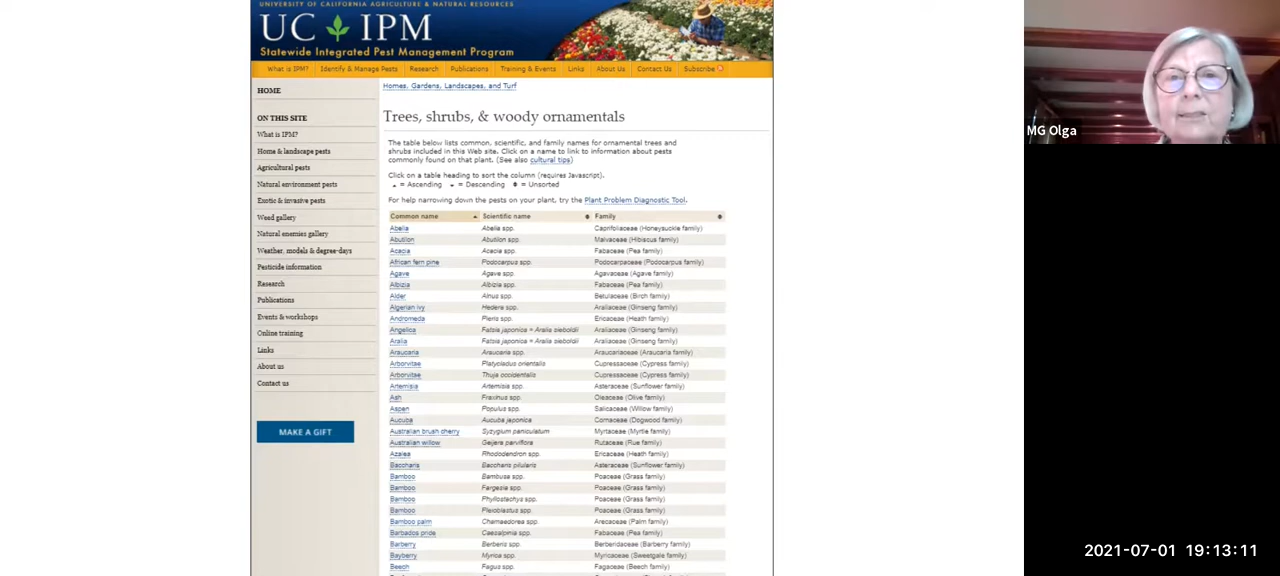 UNIVERSITY OF CALIFORNIA AGRICULTURE & NATURAL RESOURCES
UC IPM
Statewide Integrated Pest Management Program
What is IPM? Identify & Manage Pests Research Publications Training & Events Links About Us Contact Us Subscribe
HOME
ON THIS SITE
What is IPM?
Home & landscape pests
Agricultural pests
Natural environment pests
Exotic & invasive pests
Weed gallery
Natural enemies gallery
Weather, models & degree-days
Pesticide information
Research
Publications
Events & workshops
Online training
Links
About us
Contact us
MAKE A GIFT
Homes, Gardens, Landscapes, and Turf
Trees, shrubs, & woody ornamentals
The table below lists common, scientific, and family names for ornamental trees and
shrubs included in this Web site. Click on a name to link to information about pests
commonly found on that plant. (See also cultural tips)
Click on a table heading to sort the column (requires Javascript).
= Ascending = Descending = Unsorted
For help narrowing down the pests on your plant, try the Plant Problem Diagnostic Tool.
Common name Scientific name Family
Abelia Abelia spp. Caprifoliaceae (Honeysuckle family)
Abutilon Abutilon spp. Malvaceae (Hibiscus family)
Acacia Acacia spp. Fabaceae (Pea family)
African fern pine Podocarpus spp. Podocarpaceae (Podocarpus family)
Agave Agave spp. Agavaceae (Agave family)
Albizia Albizia spp. Fabaceae (Pea family)
Alder Alnus spp. Betulaceae (Birch family)
Algerian ivy Hedera spp. Araliaceae (Ginseng family)
Andromeda Pieris spp. Ericaceae (Heath family)
Angelica Fatsia japonica = Aralia sieboldii Araliaceae (Ginseng family)
Aralia Fatsia japonica = Aralia sieboldii Araliaceae (Ginseng family)
Araucaria Araucaria spp. Araucariaceae (Araucaria family)
Arborvitae Platycladus orientalis Cupressaceae (Cypress family)
Arborvitae Thuja occidentalis Cupressaceae (Cypress family)
Artemisia Artemisia spp. Asteraceae (Sunflower family)
Ash Fraxinus spp. Oleaceae (Olive family)
Aspen Populus spp. Salicaceae (Willow family)
Aucuba Aucuba japonica Cornaceae (Dogwood family)
Australian brush cherry Syzygium paniculatum Myrtaceae (Myrtle family)
Australian willow Geijera parviflora Rutaceae (Rue family)
Azalea Rhododendron spp. Ericaceae (Heath family)
Baccharis Baccharis pilularis Asteraceae (Sunflower family)
Bamboo Bambusa spp. Poaceae (Grass family)
Bamboo Fargesia spp. Poaceae (Grass family)
Bamboo Phyllostachys spp. Poaceae (Grass family)
Bamboo Pleioblastus spp. Poaceae (Grass family)
Bamboo palm Chamaedorea spp. Arecaceae (Palm family)
Barbados pride Caesalpinia spp. Fabaceae (Pea family)
Barberry Berberis spp. Berberidaceae (Barberry family)
Bayberry Myrica spp. Myricaceae (Sweetgale family)
Beech Fagus spp. Fagaceae (Beech family)
MG Olga
2021-07-01 19:13:11